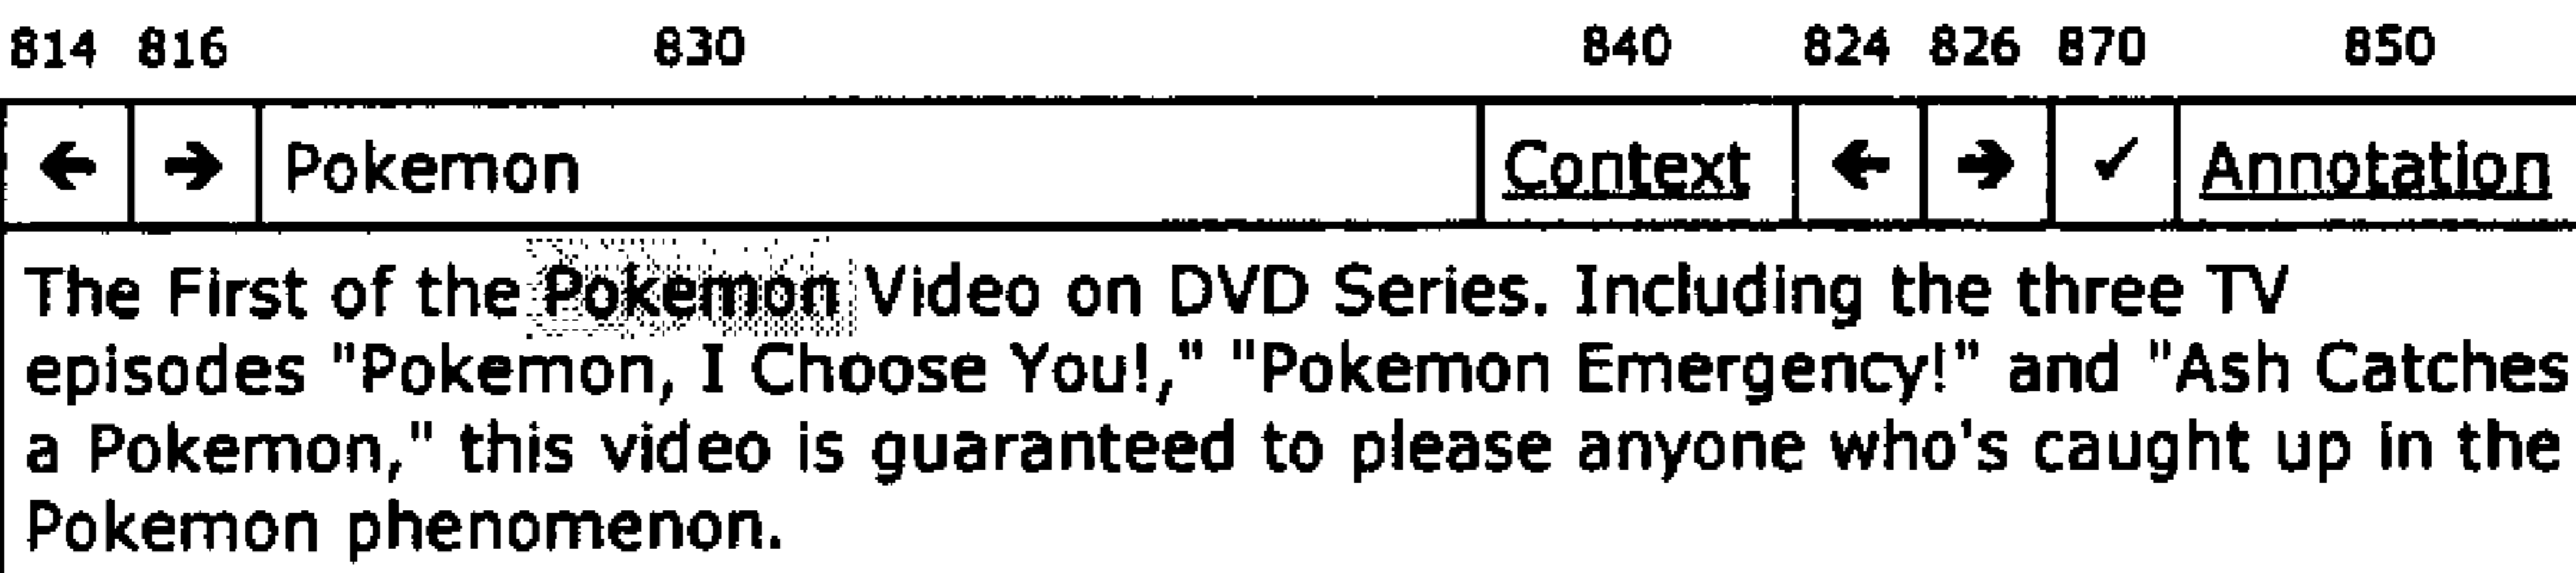 814 816 830 840 824 826 870 850
← → Pokemon Context ← → ✓ Annotation
The First of the Pokemon Video on DVD Series. Including the three TV
episodes "Pokemon, I Choose You!," "Pokemon Emergency!" and "Ash Catches
a Pokemon," this video is guaranteed to please anyone who's caught up in the
Pokemon phenomenon.